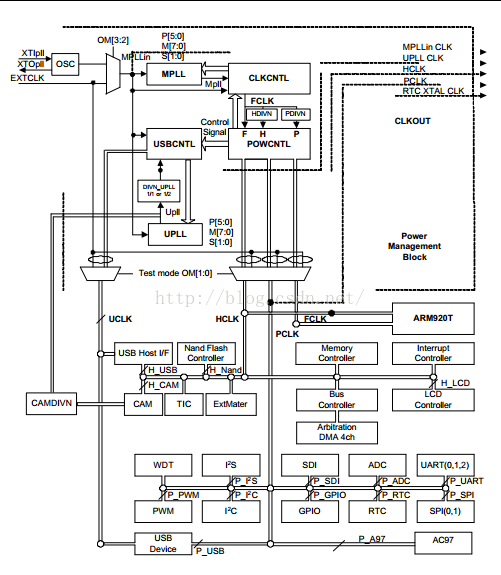 OM[3:2]
P[5:0]
M[7:0]
S[1:0]
MPLLin
XTIpll
XTOpll
EXTCLK
OSC
MPLL
Mpll
CLKCNTL
MPLLin CLK
UPLL CLK
HCLK
PCLK
RTC XTAL CLK
CLKOUT
FCLK
HDIVN
PDIVN
Control
Signal
F H P
USBCNTL
POWCNTL
DIVN_UPLL
1/1 or 1/2
Upll
UPLL
P[5:0]
M[7:0]
S[1:0]
Power
Management
Block
Test mode OM[1:0]
http://blog.csdn.net/
UCLK
HCLK
FCLK
PCLK
ARM920T
USB Host I/F
Nand Flash
Controller
Memory
Controller
Interrupt
Controller
H_USB
H_Nand
H_CAM
H_LCD
CAMDIVN
CAM
TIC
ExtMater
Bus
Controller
LCD
Controller
Arbitration
DMA 4ch
WDT
I²S
SDI
ADC
UART(0,1,2)
P_I²S
P_SDI
P_ADC
P_UART
P_PWM
P_I²C
P_GPIO
P_RTC
P_SPI
PWM
I²C
GPIO
RTC
SPI(0,1)
USB
Device
P_USB
P_A97
AC97